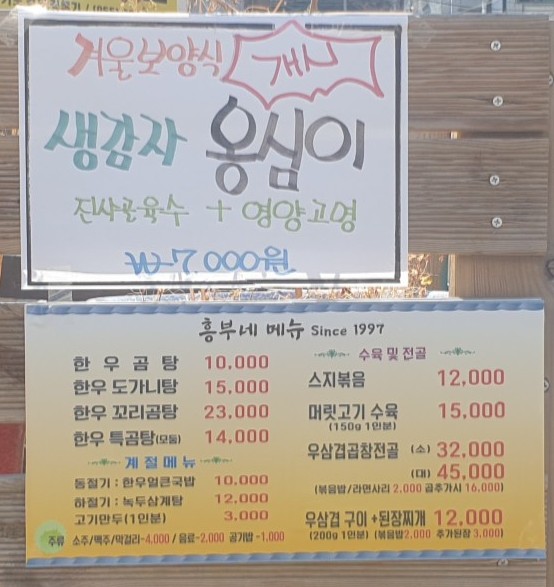 겨울보양식 개시
생감자 옹심이
진사골육수 + 영양고명
₩-7000원
흥부네 메뉴 Since 1997
한우곰탕 10,000
한우 도가니탕 15,000
한우 꼬리곰탕 23,000
한우 특곰탕(모둠) 14,000
계절메뉴
동절기 : 한우얼큰국밥 10,000
하절기 : 녹두삼계탕 12,000
고기만두(1인분) 3,000
주류 소주/맥주/막걸리-4,000 / 음료-2,000 공기밥-1,000
수육 및 전골
스지볶음 12,000
머릿고기 수육 15,000
(150g 1인분)
우삼겹곱창전골 (소) 32,000
(대) 45,000
(볶음밥/라면사리 2,000 곱추가시 16,000)
우삼겹 구이+된장찌개 12,000
(200g 1인분) (볶음밥2,000 추가된장 3,000)